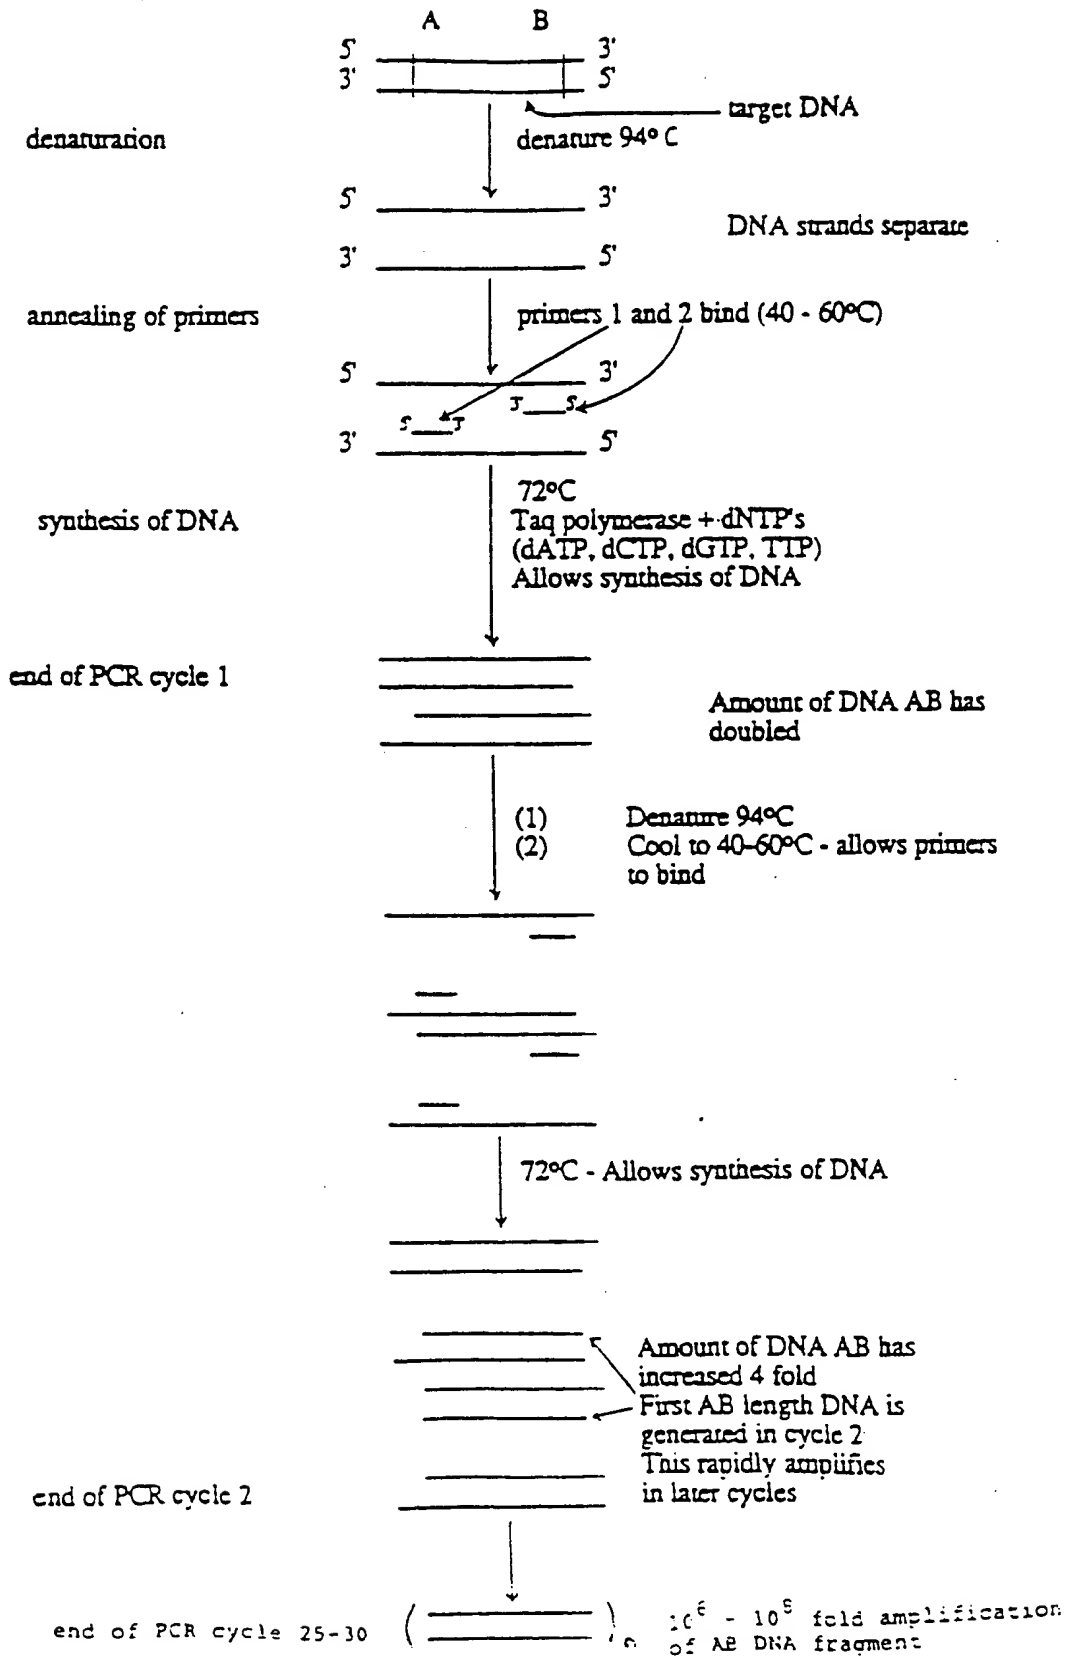 A B
5' 3'
3' 5'
target DNA
denaturation
denature 94° C
5' 3'
DNA strands separate
3' 5'
annealing of primers
primers 1 and 2 bind (40 - 60°C)
5' 3'
3' 5'
5' 3'
3' 5'
72°C
synthesis of DNA
Taq polymerase + dNTP's
(dATP, dCTP, dGTP, TTP)
Allows synthesis of DNA
end of PCR cycle 1
Amount of DNA AB has
doubled
(1) Denature 94°C
(2) Cool to 40-60°C - allows primers
to bind
72°C - Allows synthesis of DNA
Amount of DNA AB has
increased 4 fold
First AB length DNA is
generated in cycle 2
This rapidly amplifies
in later cycles
end of PCR cycle 2
end of PCR cycle 25-30
( )n
10 - 10 fold amplification
of AB DNA fragment